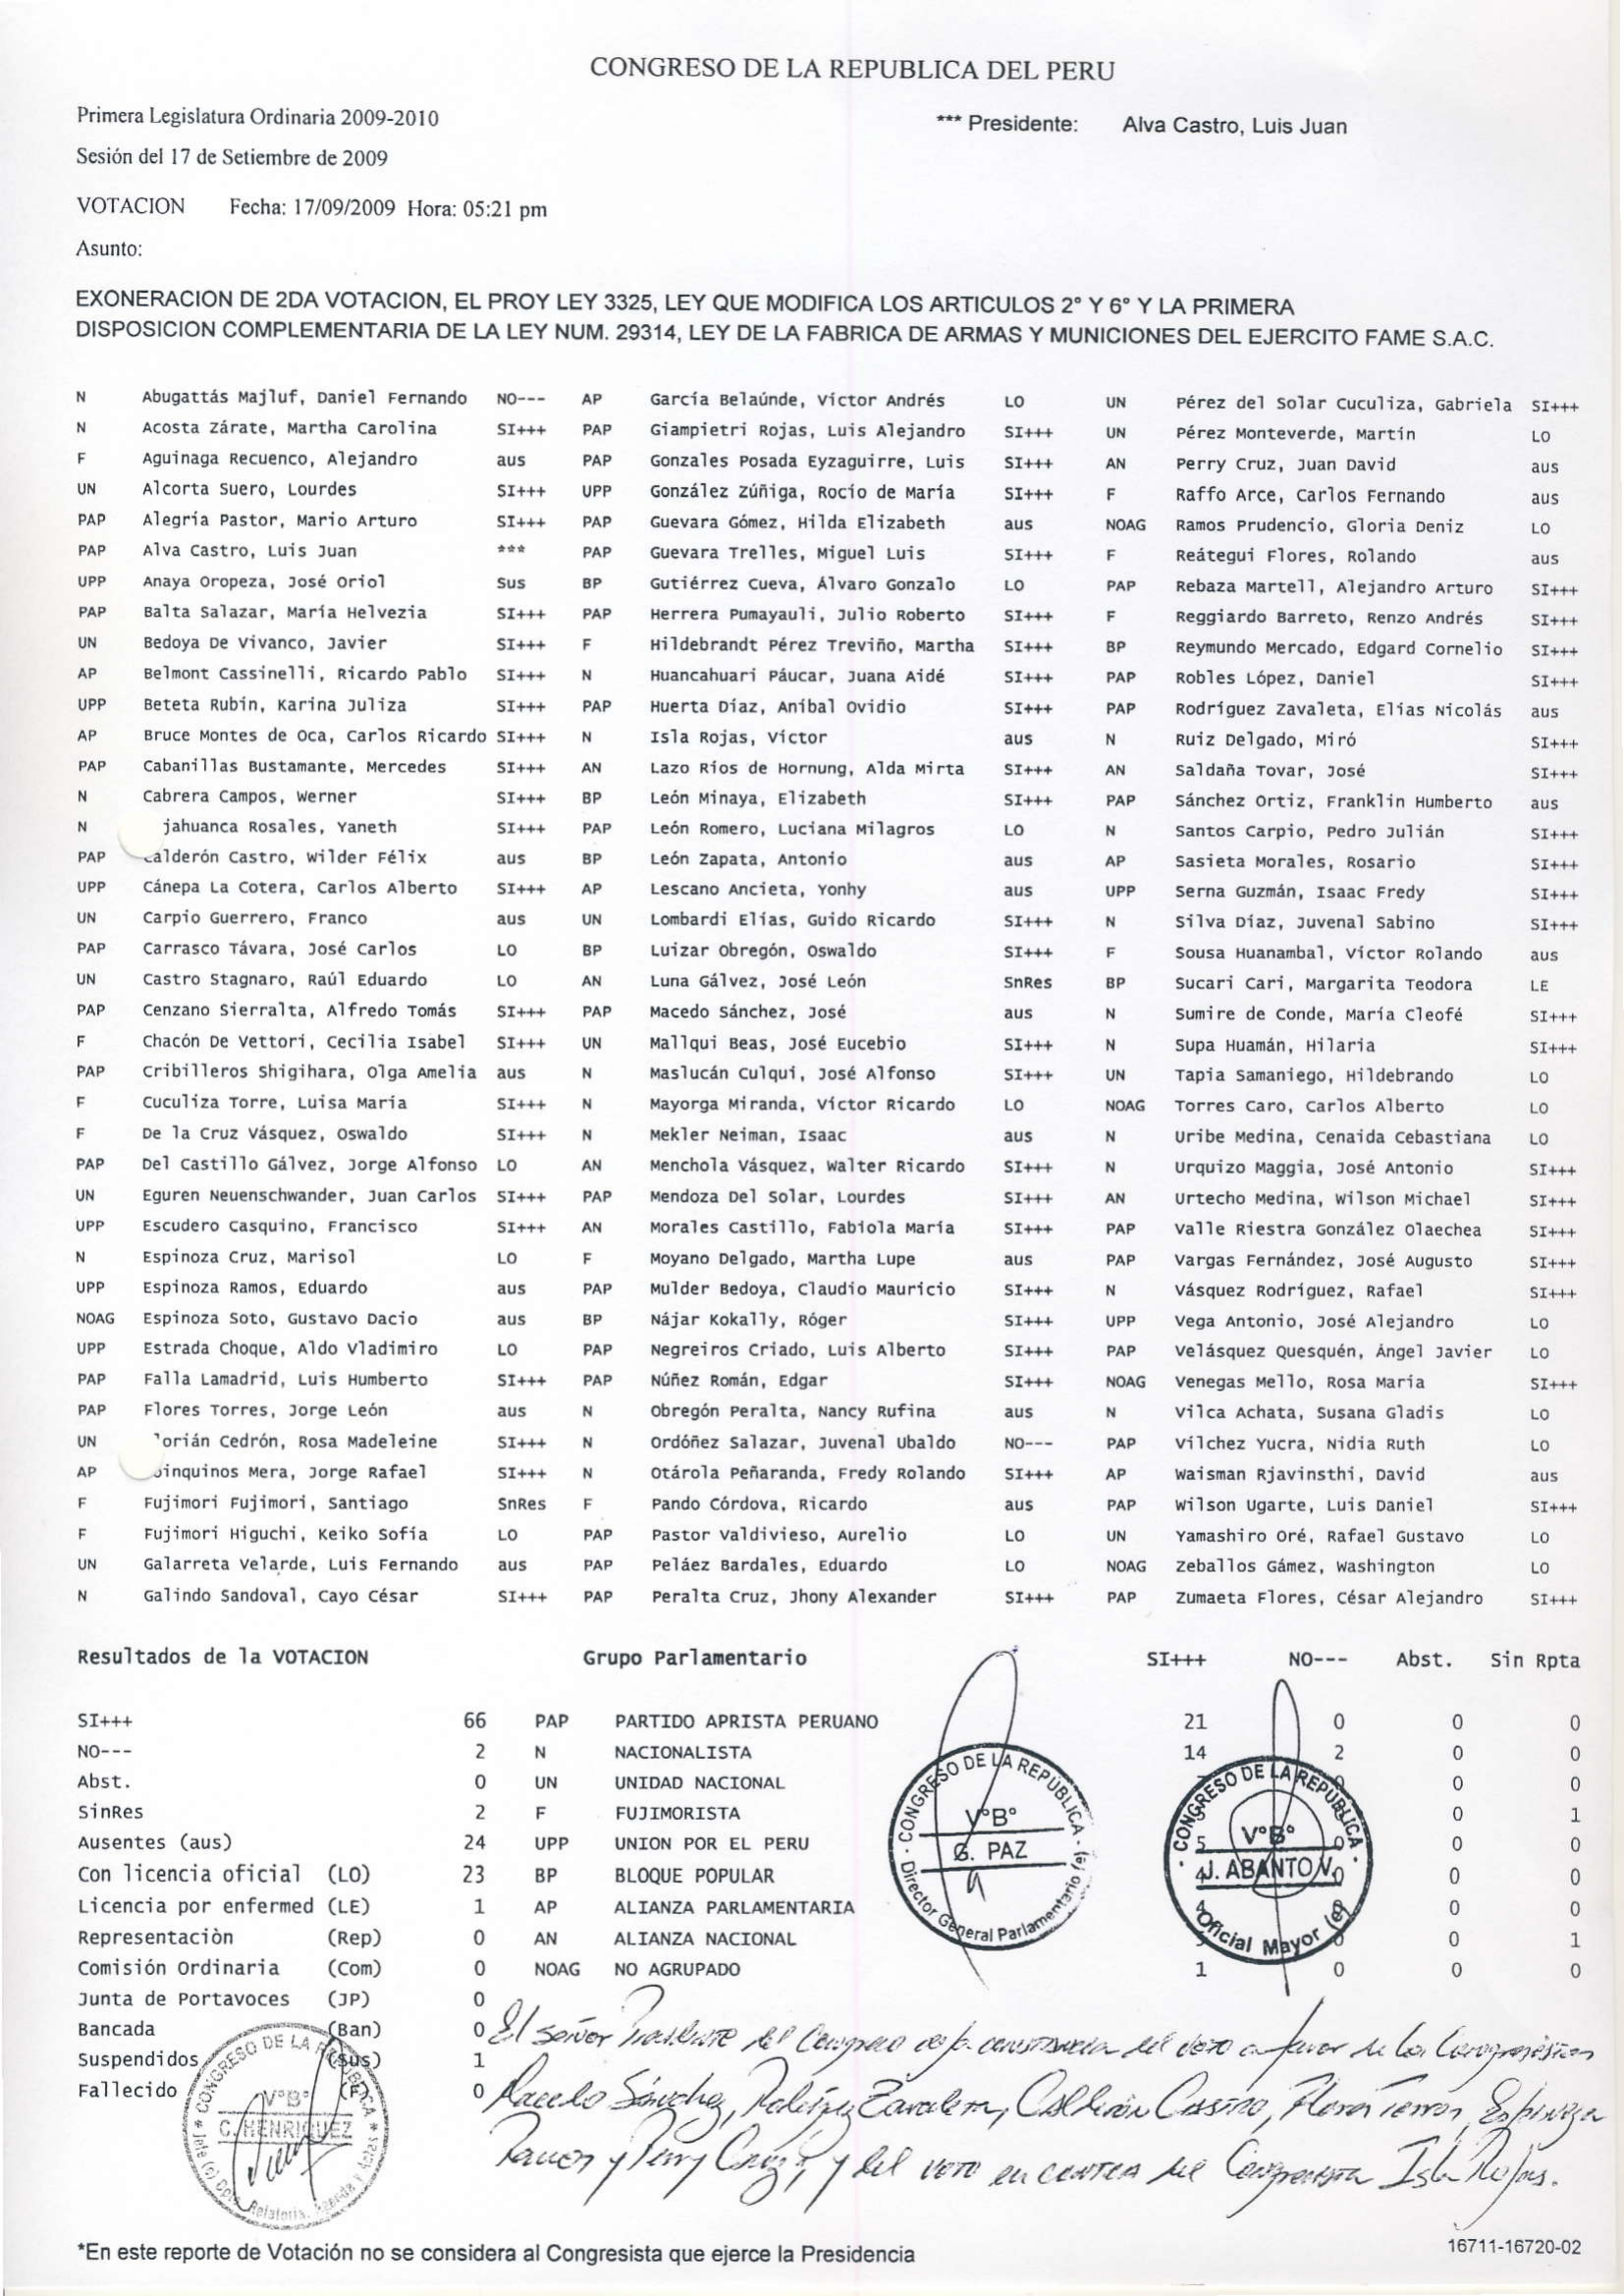 CONGRESO DE LA REPUBLICA DEL PERU
Primera Legislatura Ordinaria 2009-2010
*** Presidente: Alva Castro, Luis Juan
Sesión del 17 de Setiembre de 2009
VOTACION Fecha: 17/09/2009 Hora: 05:21 pm
Asunto:
EXONERACION DE 2DA VOTACION, EL PROY LEY 3325, LEY QUE MODIFICA LOS ARTICULOS 2° Y 6° Y LA PRIMERA
DISPOSICION COMPLEMENTARIA DE LA LEY NUM. 29314, LEY DE LA FABRICA DE ARMAS Y MUNICIONES DEL EJERCITO FAME S.A.C.
N Abugattás Majluf, Daniel Fernando NO--- AP García Belaúnde, Víctor Andrés LO UN Pérez del Solar Cuculiza, Gabriela SI+++
N Acosta Zárate, Martha Carolina SI+++ PAP Giampietri Rojas, Luis Alejandro SI+++ UN Pérez Monteverde, Martín LO
F Aguinaga Recuenco, Alejandro aus PAP Gonzales Posada Eyzaguirre, Luis SI+++ AN Perry Cruz, Juan David aus
UN Alcorta Suero, Lourdes SI+++ UPP González Zúñiga, Rocío de María SI+++ F Raffo Arce, Carlos Fernando aus
PAP Alegría Pastor, Mario Arturo SI+++ PAP Guevara Gómez, Hilda Elizabeth aus NOAG Ramos Prudencio, Gloria Deniz LO
PAP Alva Castro, Luis Juan *** PAP Guevara Trelles, Miguel Luis SI+++ F Reátegui Flores, Rolando aus
UPP Anaya Oropeza, José Oriol Sus BP Gutiérrez Cueva, Álvaro Gonzalo LO PAP Rebaza Martell, Alejandro Arturo SI+++
PAP Balta Salazar, María Helvezia SI+++ PAP Herrera Pumayauli, Julio Roberto SI+++ F Reggiardo Barreto, Renzo Andrés SI+++
UN Bedoya De Vivanco, Javier SI+++ F Hildebrandt Pérez Treviño, Martha SI+++ BP Reymundo Mercado, Edgard Cornelio SI+++
AP Belmont Cassinelli, Ricardo Pablo SI+++ N Huancahuari Páucar, Juana Aidé SI+++ PAP Robles López, Daniel SI+++
UPP Beteta Rubín, Karina Juliza SI+++ PAP Huerta Díaz, Aníbal Ovidio SI+++ PAP Rodríguez Zavaleta, Elías Nicolás aus
AP Bruce Montes de Oca, Carlos Ricardo SI+++ N Isla Rojas, Víctor aus N Ruiz Delgado, Miró SI+++
PAP Cabanillas Bustamante, Mercedes SI+++ AN Lazo Ríos de Hornung, Alda Mirta SI+++ AN Saldaña Tovar, José SI+++
N Cabrera Campos, Werner SI+++ BP León Minaya, Elizabeth SI+++ PAP Sánchez Ortiz, Franklin Humberto aus
N jahuanca Rosales, Yaneth SI+++ PAP León Romero, Luciana Milagros LO N Santos Carpio, Pedro Julián SI+++
PAP alderón Castro, Wilder Félix aus BP León Zapata, Antonio aus AP Sasieta Morales, Rosario SI+++
UPP Cánepa La Cotera, Carlos Alberto SI+++ AP Lescano Ancieta, Yonhy aus UPP Serna Guzmán, Isaac Fredy SI+++
UN Carpio Guerrero, Franco aus UN Lombardi Elías, Guido Ricardo SI+++ N Silva Díaz, Juvenal Sabino SI+++
PAP Carrasco Távara, José Carlos LO BP Luizar Obregón, Oswaldo SI+++ F Sousa Huanambal, Víctor Rolando aus
UN Castro Stagnaro, Raúl Eduardo LO AN Luna Gálvez, José León SnRes BP Sucari Cari, Margarita Teodora LE
PAP Cenzano Sierralta, Alfredo Tomás SI+++ PAP Macedo Sánchez, José aus N Sumire de Conde, María Cleofé SI+++
F Chacón De Vettori, Cecilia Isabel SI+++ UN Mallqui Beas, José Eucebio SI+++ N Supa Huamán, Hilaria SI+++
PAP Cribilleros Shigihara, Olga Amelia aus N Maslucán Culqui, José Alfonso SI+++ UN Tapia Samaniego, Hildebrando LO
F Cuculiza Torre, Luisa María SI+++ N Mayorga Miranda, Víctor Ricardo LO NOAG Torres Caro, Carlos Alberto LO
F De la Cruz Vásquez, Oswaldo SI+++ N Mekler Neiman, Isaac aus N Uribe Medina, Cenaida Cebastiana LO
PAP Del Castillo Gálvez, Jorge Alfonso LO AN Menchola Vásquez, Walter Ricardo SI+++ N Urquizo Maggia, José Antonio SI+++
UN Eguren Neuenschwander, Juan Carlos SI+++ PAP Mendoza Del Solar, Lourdes SI+++ AN Urtecho Medina, Wilson Michael SI+++
UPP Escudero Casquino, Francisco SI+++ AN Morales Castillo, Fabiola María SI+++ PAP Valle Riestra González Olaechea SI+++
N Espinoza Cruz, Marisol LO F Moyano Delgado, Martha Lupe aus PAP Vargas Fernández, José Augusto SI+++
UPP Espinoza Ramos, Eduardo aus PAP Mulder Bedoya, Claudio Mauricio SI+++ N Vásquez Rodríguez, Rafael SI+++
NOAG Espinoza Soto, Gustavo Dacio aus BP Nájar Kokally, Róger SI+++ UPP Vega Antonio, José Alejandro LO
UPP Estrada Choque, Aldo Vladimiro LO PAP Negreiros Criado, Luis Alberto SI+++ PAP Velásquez Quesquén, Ángel Javier LO
PAP Falla Lamadrid, Luis Humberto SI+++ PAP Núñez Román, Edgar SI+++ NOAG Venegas Mello, Rosa María SI+++
PAP Flores Torres, Jorge León aus N Obregón Peralta, Nancy Rufina aus N Vilca Achata, Susana Gladis LO
UN orián Cedrón, Rosa Madeleine SI+++ N Ordóñez Salazar, Juvenal Ubaldo NO--- PAP Vilchez Yucra, Nidia Ruth LO
AP inquinos Mera, Jorge Rafael SI+++ N Otárola Peñaranda, Fredy Rolando SI+++ AP Waisman Rjavinsthi, David aus
F Fujimori Fujimori, Santiago SnRes F Pando Córdova, Ricardo aus PAP Wilson Ugarte, Luis Daniel SI+++
F Fujimori Higuchi, Keiko Sofía LO PAP Pastor Valdivieso, Aurelio LO UN Yamashiro Oré, Rafael Gustavo LO
UN Galarreta Velarde, Luis Fernando aus PAP Peláez Bardales, Eduardo LO NOAG Zeballos Gámez, Washington LO
N Galindo Sandoval, Cayo César SI+++ PAP Peralta Cruz, Jhony Alexander SI+++ PAP Zumaeta Flores, César Alejandro SI+++
Resultados de la VOTACION Grupo Parlamentario SI+++ NO--- Abst. Sin Rpta
SI+++ 66 PAP PARTIDO APRISTA PERUANO 21 0 0 0
NO--- 2 N NACIONALISTA 14 2 0 0
Abst. 0 UN UNIDAD NACIONAL 0 0
SinRes 2 F FUJIMORISTA 0 1
Ausentes (aus) 24 UPP UNION POR EL PERU 5 0 0 0
Con licencia oficial (LO) 23 BP BLOQUE POPULAR 4 0 0 0
Licencia por enfermed (LE) 1 AP ALIANZA PARLAMENTARIA 4 0 0
Representaciòn (Rep) 0 AN ALIANZA NACIONAL 0 0 1
Comisión Ordinaria (Com) 0 NOAG NO AGRUPADO 1 0 0 0
Junta de Portavoces (JP) 0
Bancada (Ban) 0
Suspendidos (Sus) 1
Fallecido (F) 0
CONGRESO DE LA REPUBLICA
V°B°
G. PAZ
Director General Parlamentario (e)
CONGRESO DE LA REPUBLICA
V°B°
J. ABANTO V.
Oficial Mayor (e)
CONGRESO DE LA REPUBLICA
V°B°
C. HENRIQUEZ
El señor Presidente del Congreso deja constancia del voto a favor de los Congresistas
Macedo Sánchez, Rodríguez Zavaleta, Calderón Castro, Flores Torres, Espinoza
Ramos y Perry Cruz; y del voto en contra del Congresista Isla Rojas.
*En este reporte de Votación no se considera al Congresista que ejerce la Presidencia
16711-16720-02